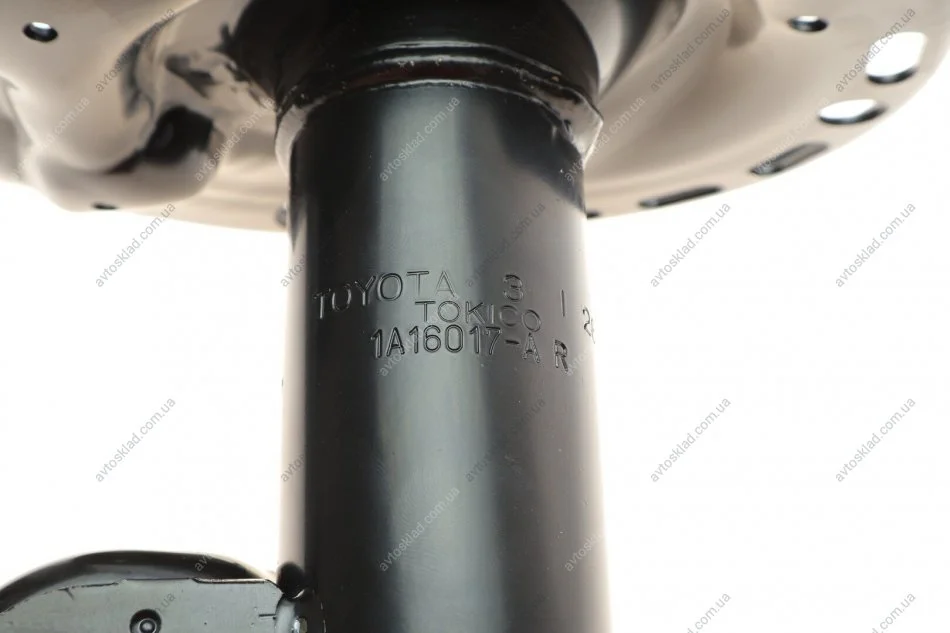 TOYOTA 3 I 2
TOKICO
1A16017-A R
avtosklad.com.ua